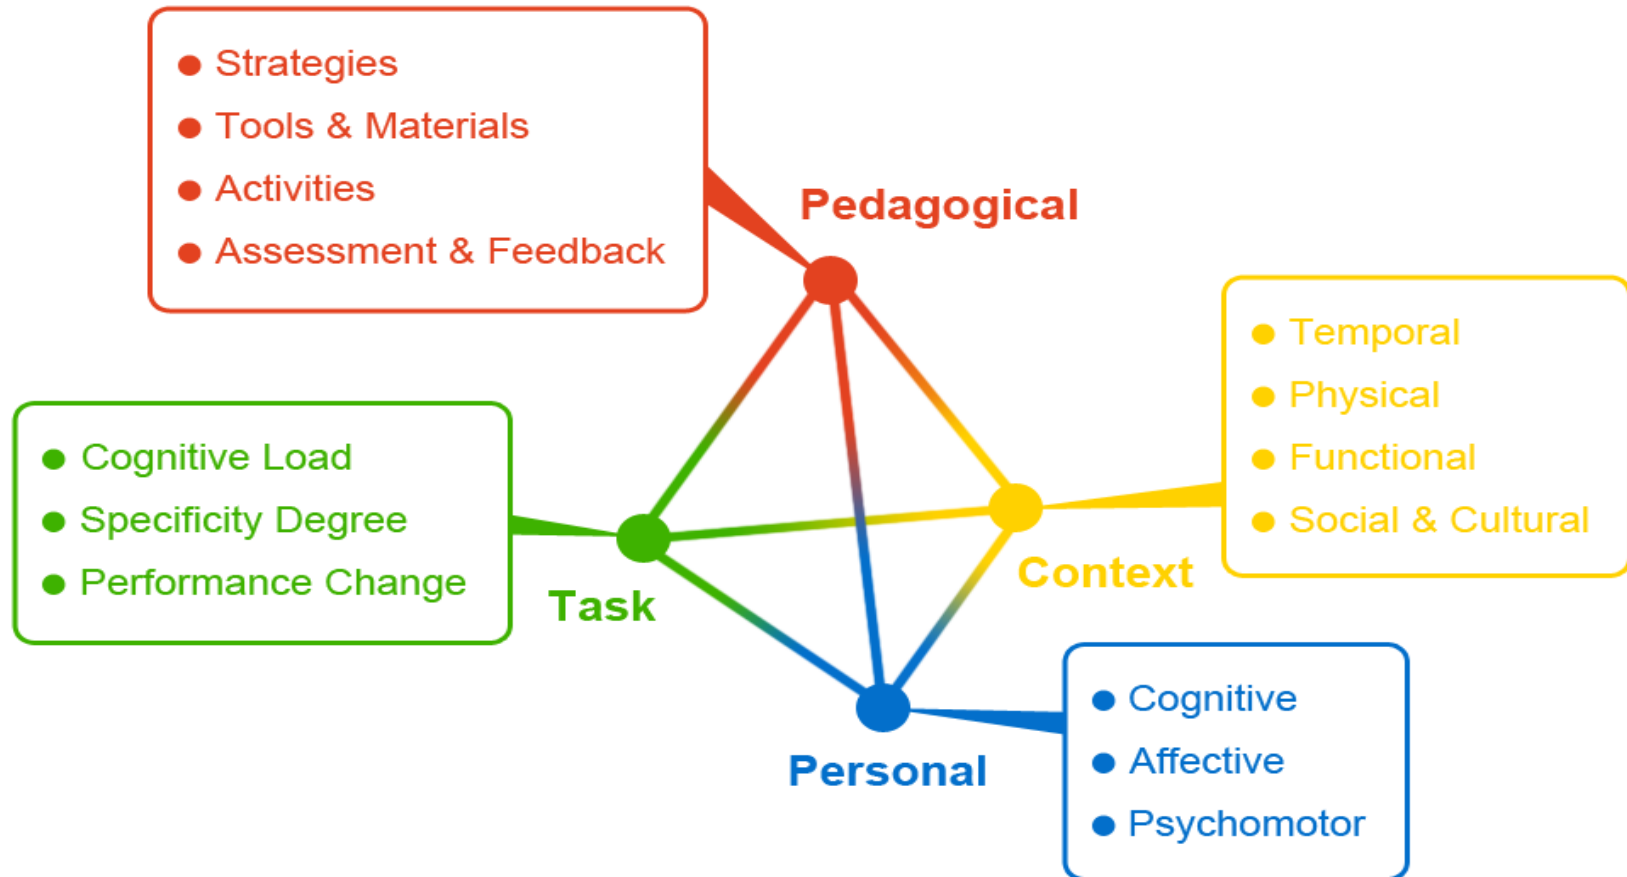 Strategies
Tools & Materials
Activities
Assessment & Feedback
Pedagogical
Temporal
Physical
Functional
Social & Cultural
Context
Cognitive Load
Specificity Degree
Performance Change
Task
Personal
Cognitive
Affective
Psychomotor